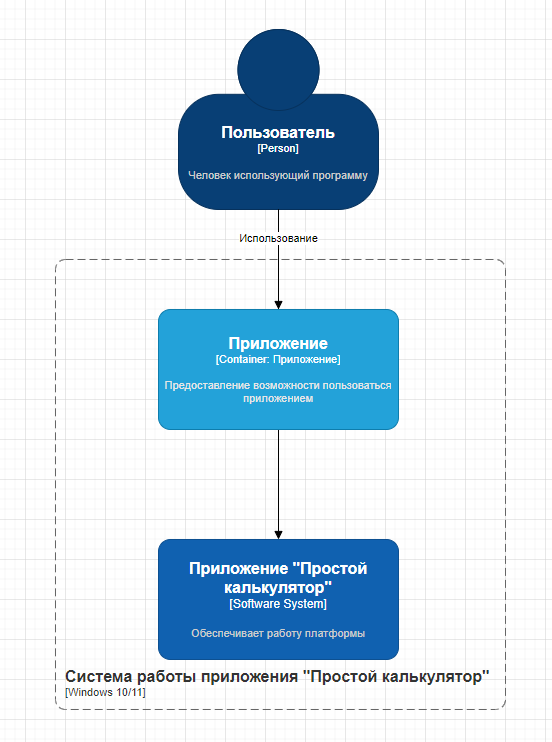 Пользователь
[Person]
Человек использующий программу
Использование
Приложение
[Container: Приложение]
Предоставление возможности пользоваться
приложением
Приложение "Простой
калькулятор"
[Software System]
Обеспечивает работу платформы
Система работы приложения "Простой калькулятор"
[Windows 10/11]